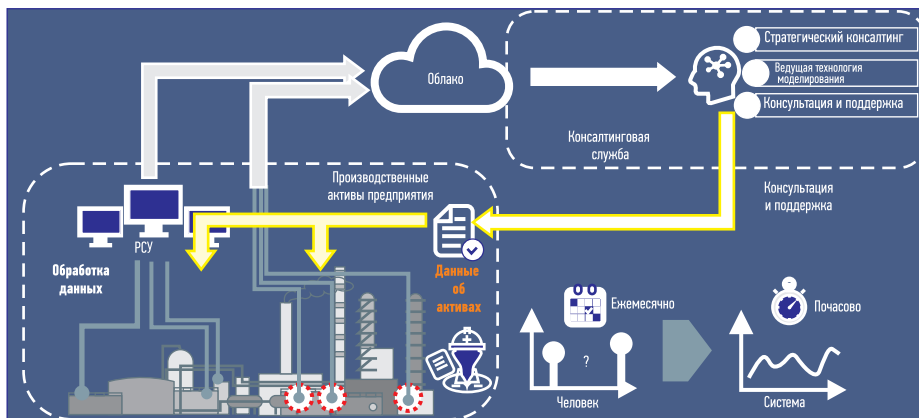 Стратегический консалтинг
Ведущая технология
моделирования
Консультация и поддержка
Облако
Консалтинговая
служба
Производственные
активы предприятия
Консультация
и поддержка
РСУ
Обработка
данных
Данные
об
активах
Ежемесячно
Почасово
?
Человек
Система